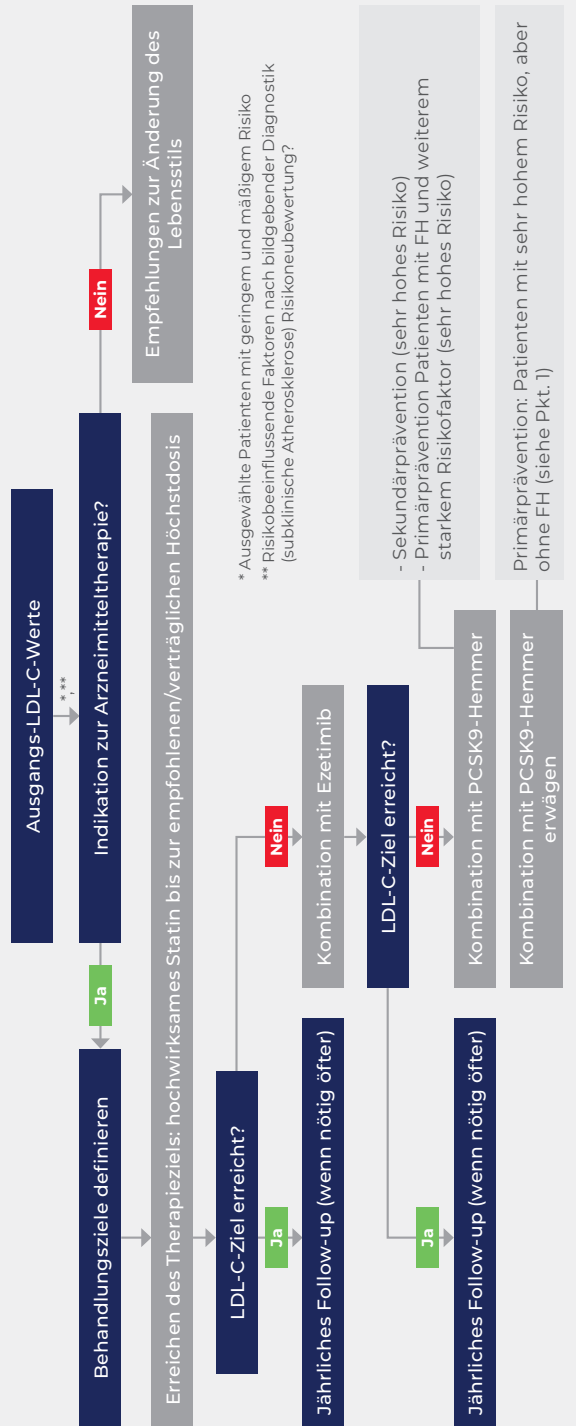 Ausgangs-LDL-C-Werte
*,**
Indikation zur Arzneimitteltherapie?
Ja
Nein
Behandlungsziele definieren
Empfehlungen zur Änderung des
Lebensstils
Erreichen des Therapieziels: hochwirksames Statin bis zur empfohlenen/verträglichen Höchstdosis
* Ausgewählte Patienten mit geringem und mäßigem Risiko
** Risikobeeinflussende Faktoren nach bildgebender Diagnostik
(subklinische Atherosklerose) Risikoneubewertung?
LDL-C-Ziel erreicht?
Ja
Nein
Jährliches Follow-up (wenn nötig öfter)
Kombination mit Ezetimib
LDL-C-Ziel erreicht?
Ja
Nein
Jährliches Follow-up (wenn nötig öfter)
Kombination mit PCSK9-Hemmer
- Sekundärprävention (sehr hohes Risiko)
- Primärprävention Patienten mit FH und weiterem
starkem Risikofaktor (sehr hohes Risiko)
Kombination mit PCSK9-Hemmer
erwägen
Primärprävention: Patienten mit sehr hohem Risiko, aber
ohne FH (siehe Pkt. 1)